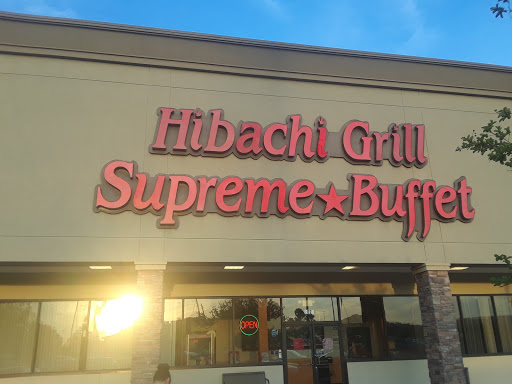 Hibachi Grill
Supreme★Buffet
OPEN